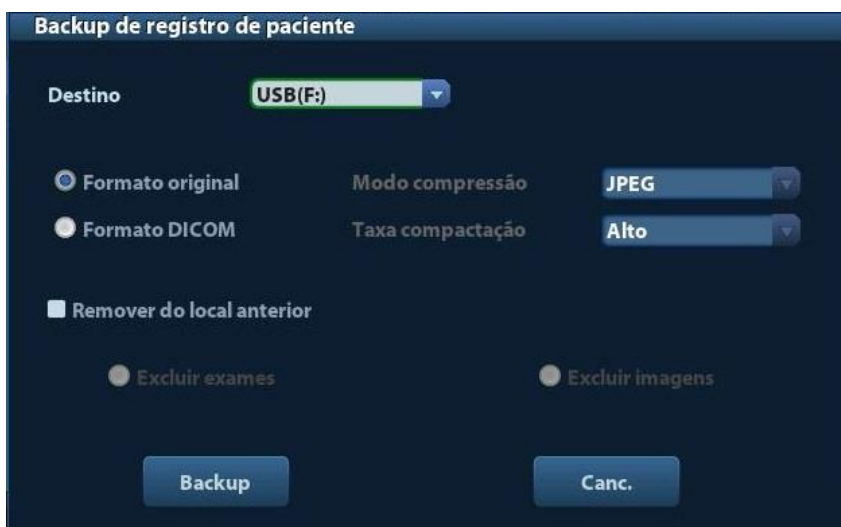 Backup de registro de paciente
Destino USB(F:)
Formato original Modo compressão JPEG
Formato DICOM Taxa compactação Alto
Remover do local anterior
Excluir exames Excluir imagens
Backup Canc.